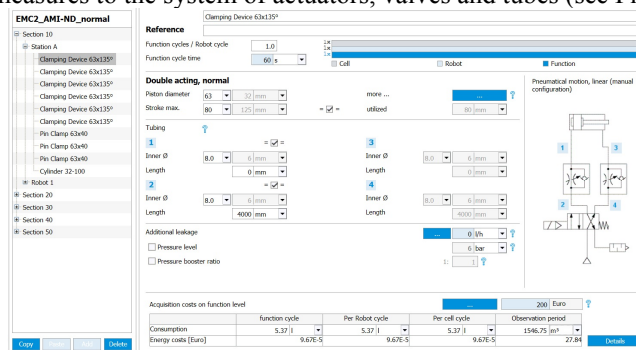 measures to the system of actuators, valves and tubes (see
EMC2_AMI-ND_normal
Section 10
Station A
Clamping Device 63x135°
Clamping Device 63x135°
Clamping Device 63x135°
Clamping Device 63x135°
Clamping Device 63x135°
Clamping Device 63x135°
Pin Clamp 63x40
Pin Clamp 63x40
Pin Clamp 63x40
Cylinder 32-100
Robot 1
Section 20
Section 30
Section 40
Section 50
Copy Delete
Clamping Device 63x135°
Reference
Function cycles / Robot cycle 1.0
Function cycle time 60 s
1x
1x
1x
Cell Robot Function
Double acting, normal
Piston diameter 63 32 mm more ... ... ?
Stroke max. 80 125 mm = = utilized 80 mm
Tubing ?
1 = = 3
Inner Ø 8.0 6 mm Inner Ø 8.0 6 mm
Length 0 mm Length 0 mm
2 = = 4
Inner Ø 8.0 6 mm Inner Ø 8.0 6 mm
Length 4000 mm Length 4000 mm
Additional leakage ... 0 l/h ?
Pressure level 6 bar ?
Pressure booster ratio 1: 1 ?
Pneumatical motion, linear (manual
configuration)
1 3
2 4
Acquisition costs on function level ... 200 Euro ?
function cycle Per Robot cycle Per cell cycle Observation period
Consumption 5.37 l 5.37 l 5.37 l 1546.75 m³
Energy costs [Euro] 9.67E-5 9.67E-5 9.67E-5 27.84
Details